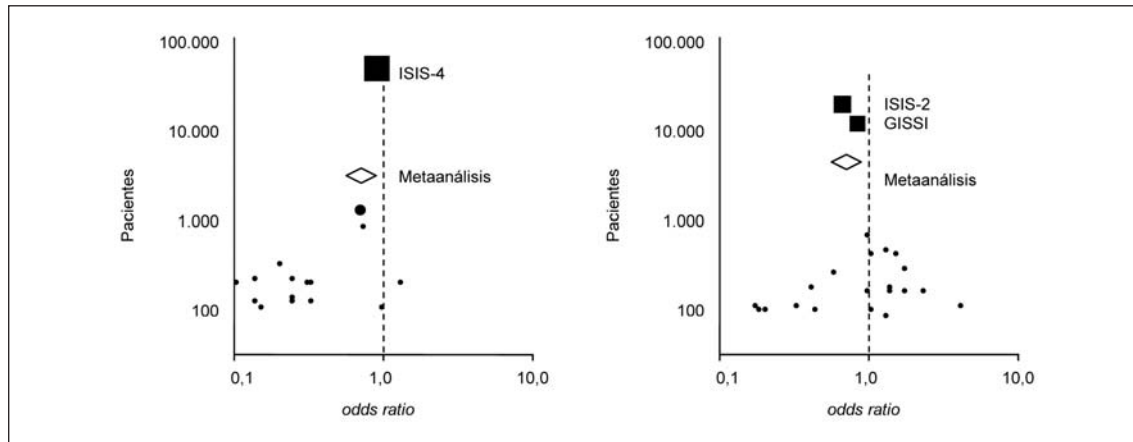 100.000
10.000
1.000
100
Pacientes
ISIS-4
Metaanálisis
0,1
1,0
10,0
odds ratio
100.000
10.000
1.000
100
Pacientes
ISIS-2
GISSI
Metaanálisis
0,1
1,0
10,0
odds ratio